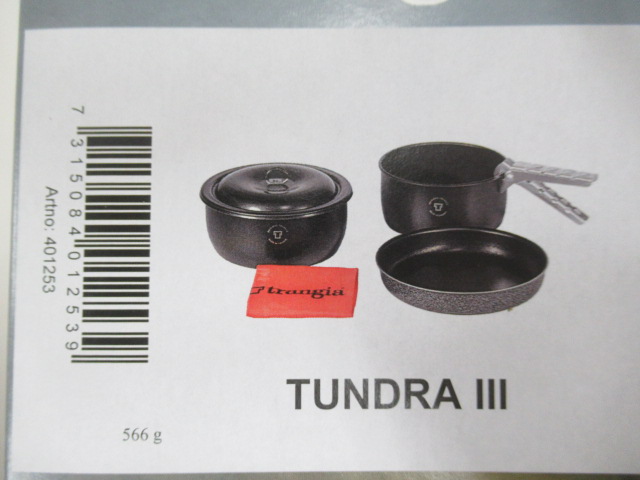 7 315084 012539
Artno: 401253
trangia
TUNDRA III
566 g